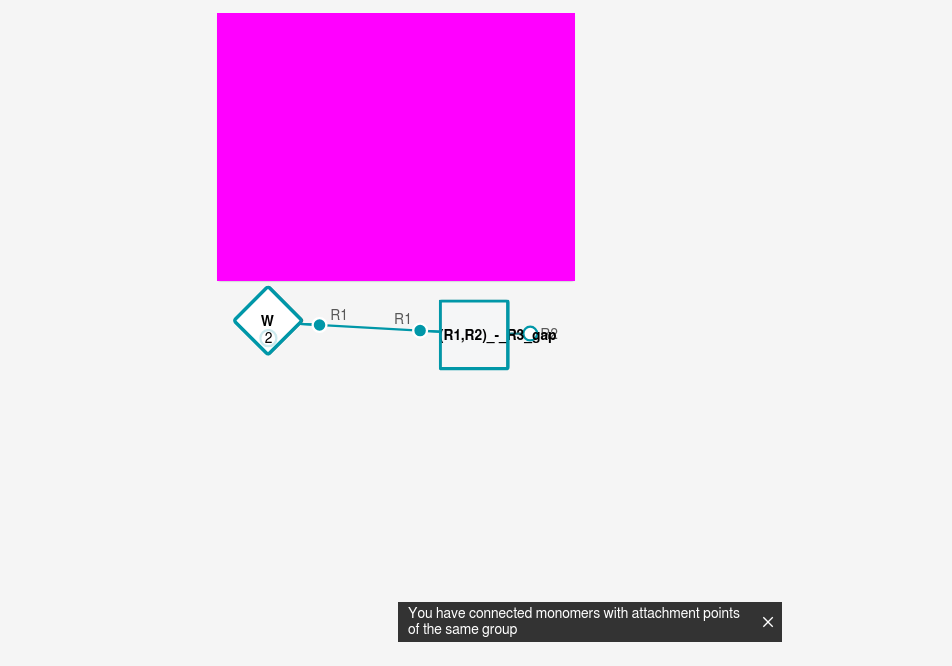 W
2
R1
R1
(R1,R2)_-_R3_gap
R2
You have connected monomers with attachment points
of the same group